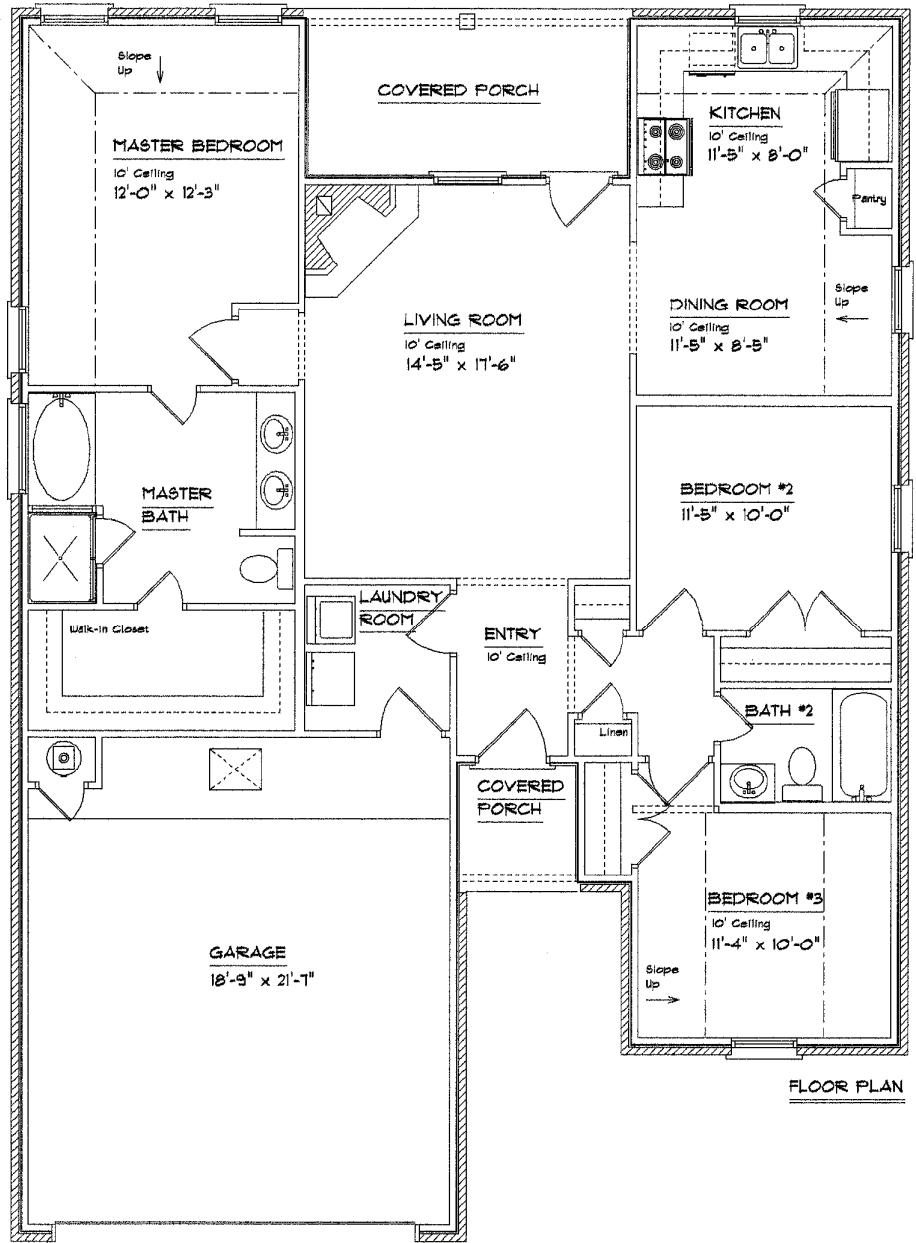 Slope
Up
COVERED PORCH
MASTER BEDROOM
10' Ceiling
12'-0" x 12'-3"
KITCHEN
10' Ceiling
11'-5" x 8'-0"
Pantry
Slope
Up
DINING ROOM
10' Ceiling
11'-5" x 8'-5"
LIVING ROOM
10' Ceiling
14'-5" x 17'-6"
MASTER
BATH
BEDROOM #2
11'-5" x 10'-0"
LAUNDRY
ROOM
Walk-in Closet
ENTRY
10' Ceiling
BATH #2
Linen
COVERED
PORCH
BEDROOM #3
10' Ceiling
11'-4" x 10'-0"
Slope
Up
GARAGE
18'-9" x 21'-7"
FLOOR PLAN